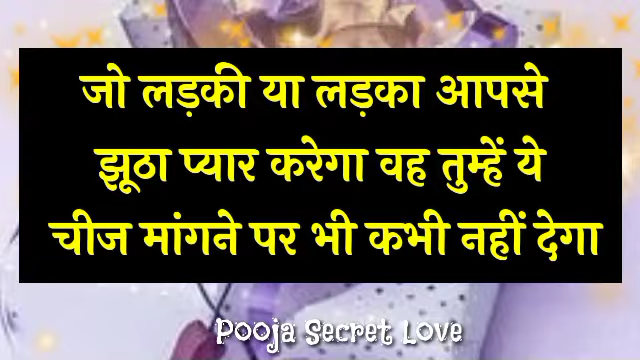 जो लड़की या लड़का आपसे
झूठा प्यार करेगा वह तुम्हें ये
चीज मांगने पर भी कभी नहीं देगा
Pooja Secret Love